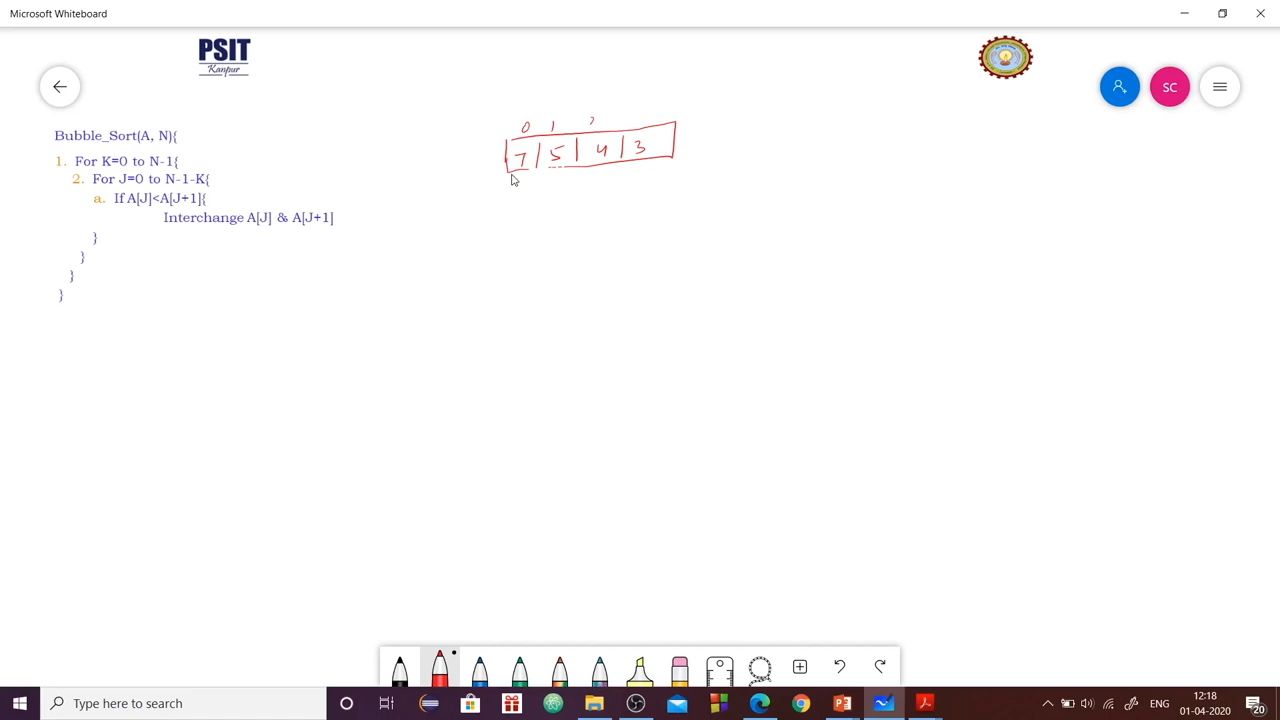 Microsoft Whiteboard
PSIT
Kanpur
SC
Bubble_Sort(A, N){
1. For K=0 to N-1{
2. For J=0 to N-1-K{
a. If A[J]<A[J+1]{
Interchange A[J] & A[J+1]
}
}
}
}
0 1
7 5 4 3
Type here to search
ENG
12:18
01-04-2020
20